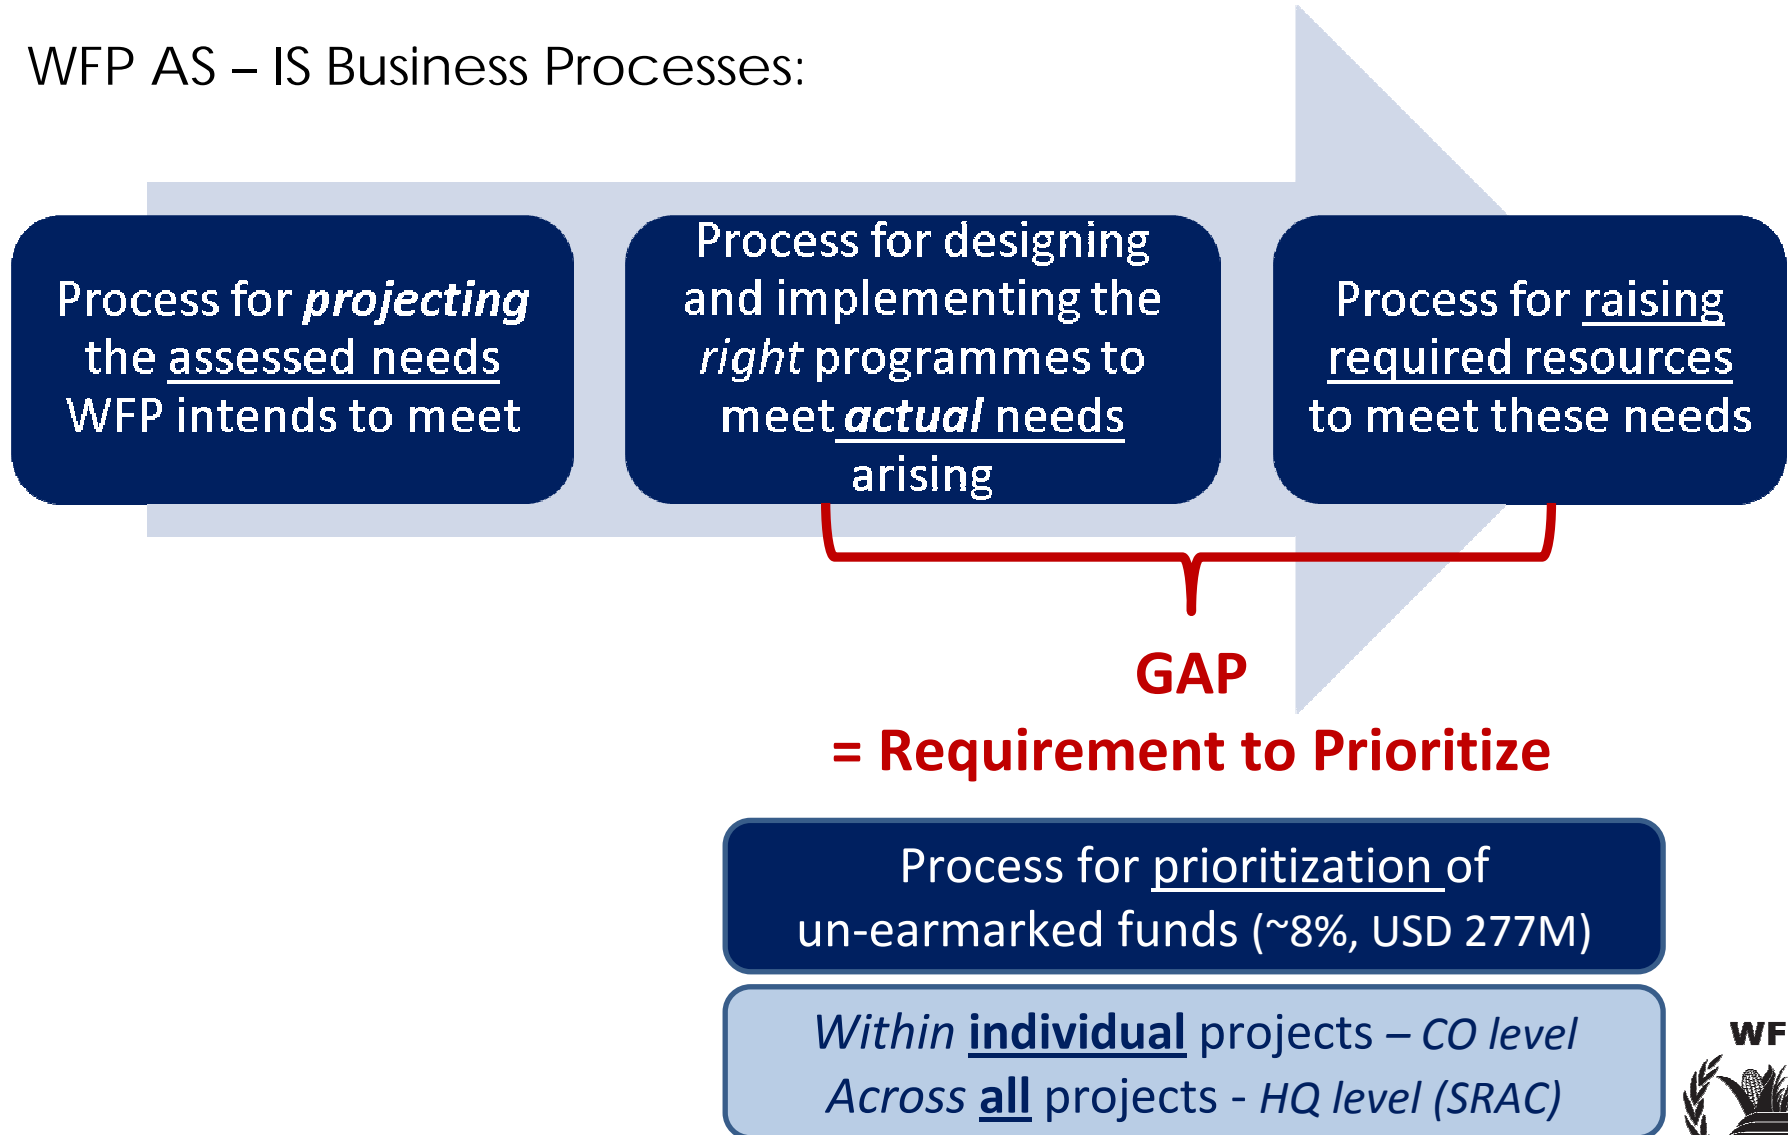 WFP AS – IS Business Processes:
Process for projecting
the assessed needs
WFP intends to meet
Process for designing
and implementing the
right programmes to
meet actual needs
arising
Process for raising
required resources
to meet these needs
GAP
= Requirement to Prioritize
Process for prioritization of
un-earmarked funds (~8%, USD 277M)
Within individual projects – CO level
Across all projects - HQ level (SRAC)
WF